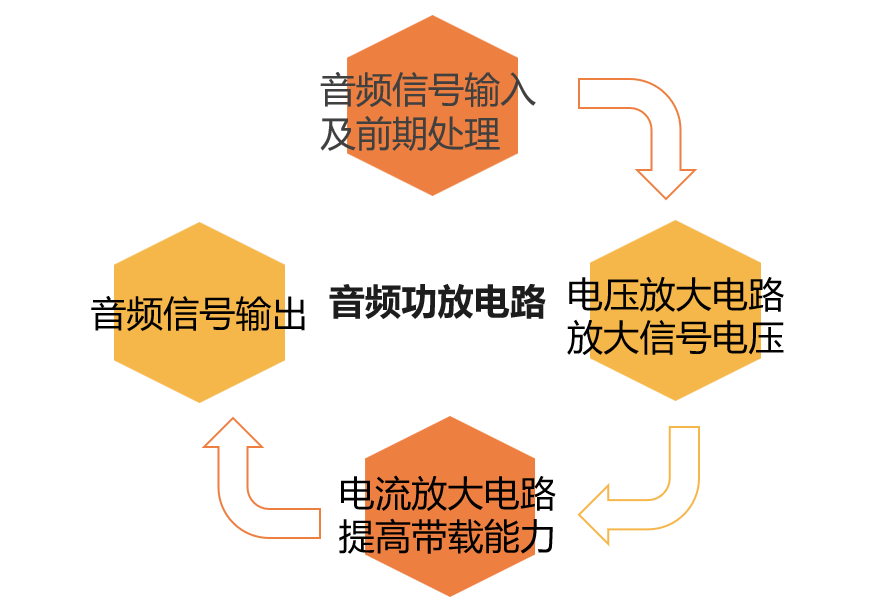 音频信号输入
及前期处理
音频功放电路
电压放大电路
放大信号电压
音频信号输出
电流放大电路
提高带载能力